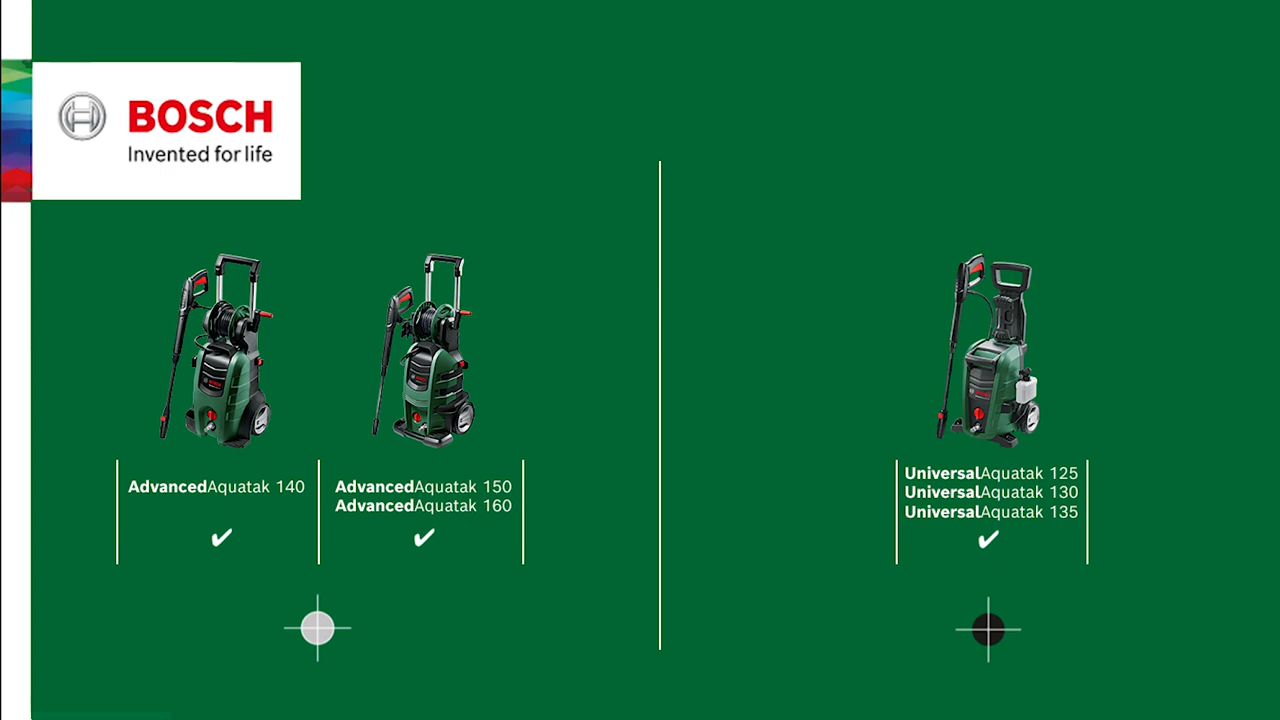 BOSCH
Invented for life
AdvancedAquatak 140
AdvancedAquatak 150
AdvancedAquatak 160
UniversalAquatak 125
UniversalAquatak 130
UniversalAquatak 135